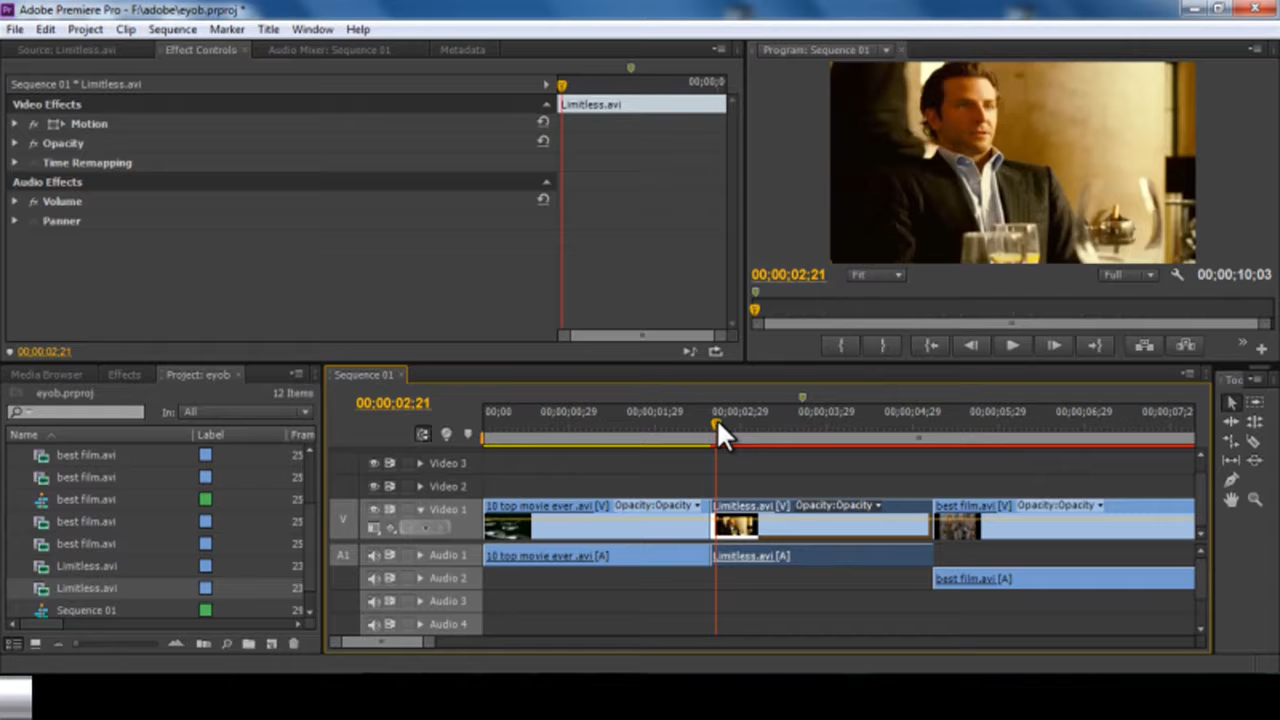 Adobe Premiere Pro - F:\adobe\eyob.prproj *
File Edit Project Clip Sequence Marker Title Window Help
Source: Limitless.avi Effect Controls Audio Mixer: Sequence 01 Metadata
Program: Sequence 01
Sequence 01 * Limitless.avi
00;00;0
Video Effects
Limitless.avi
fx Motion
fx Opacity
Time Remapping
Audio Effects
fx Volume
Panner
00;00;02;21 Fit Full 00;00;10;03
00;00;02;21
Media Browser Effects Project: eyob
Sequence 01
Toc
eyob.prproj 12 Items
In: All
Name Label Fram
best film.avi 25
best film.avi 25
best film.avi 25
best film.avi 25
best film.avi 25
Limitless.avi 23
Limitless.avi 23
Sequence 01 29
00;00;02;21
00;00 00;00;00;29 00;00;01;29 00;00;02;29 00;00;03;29 00;00;04;29 00;00;05;29 00;00;06;29 00;00;07;2
Video 3
Video 2
V Video 1 10 top movie ever .avi [V] Opacity:Opacity Limitless.avi [V] Opacity:Opacity best film.avi [V] Opacity:Opacity
A1 Audio 1 10 top movie ever .avi [A] Limitless.avi [A]
Audio 2 best film.avi [A]
Audio 3
Audio 4